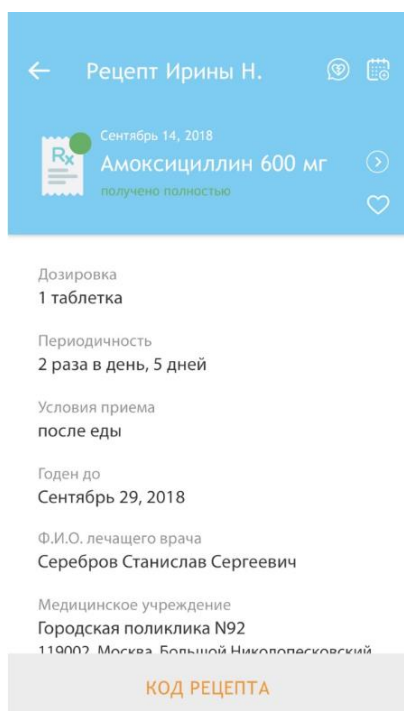 Рецепт Ирины Н.
Сентябрь 14, 2018
Rx
Амоксициллин 600 мг
получено полностью
Дозировка
1 таблетка
Периодичность
2 раза в день, 5 дней
Условия приема
после еды
Годен до
Сентябрь 29, 2018
Ф.И.О. лечащего врача
Серебров Станислав Сергеевич
Медицинское учреждение
Городская поликлика N92
119002, Москва, Большой Николопесковский
КОД РЕЦЕПТА